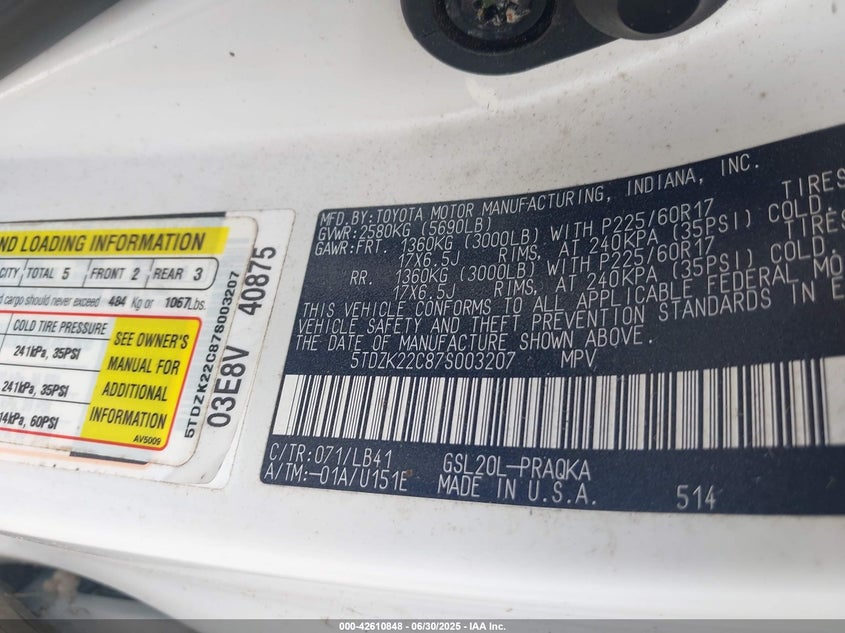 ND LOADING INFORMATION
CITY TOTAL 5 FRONT 2 REAR 3
d cargo should never exceed 484 Kg or 1067Lbs.
COLD TIRE PRESSURE
241kPa, 35PSI
241kPa, 35PSI
14kPa, 60PSI
SEE OWNER'S
MANUAL FOR
ADDITIONAL
INFORMATION
AV5009
5TDZK22C87S003207
03E8V 40875
MFD.BY:TOYOTA MOTOR MANUFACTURING, INDIANA, INC.
GVWR:2580KG (5690LB)
GAWR:FRT. 1360KG (3000LB) WITH P225/60R17 TIRES
17X6.5J RIMS, AT 240KPA (35PSI) COLD,
RR. 1360KG (3000LB) WITH P225/60R17 TIRES
17X6.5J RIMS, AT 240KPA (35PSI) COLD,
THIS VEHICLE CONFORMS TO ALL APPLICABLE FEDERAL MO
VEHICLE SAFETY AND THEFT PREVENTION STANDARDS IN E
THE DATE OF MANUFACTURE SHOWN ABOVE.
5TDZK22C87S003207 MPV
C/TR:071/LB41 GSL20L-PRAQKA
A/TM:-01A/U151E MADE IN U.S.A. 514
000-42610848 - 06/30/2025 - IAA Inc.